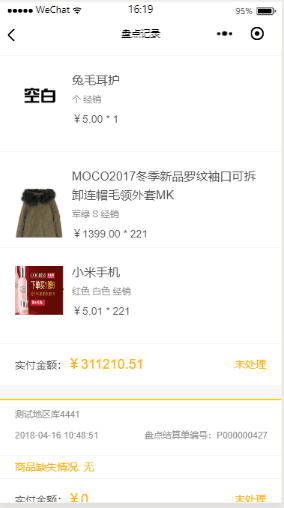 WeChat
16:19
95%
盘点记录
空白
兔毛耳护
个 经销
￥5.00 * 1
MOCO2017冬季新品罗纹袖口可拆
卸连帽毛领外套MK
军绿 S 经销
￥1399.00 * 221
小米手机
红色 白色 经销
￥5.01 * 221
实付金额：￥311210.51
未处理
测试地区库4441
2018-04-16 10:48:51
盘点结算单编号：P000000427
商品缺失情况. 无
实付金额：￥0
未处理